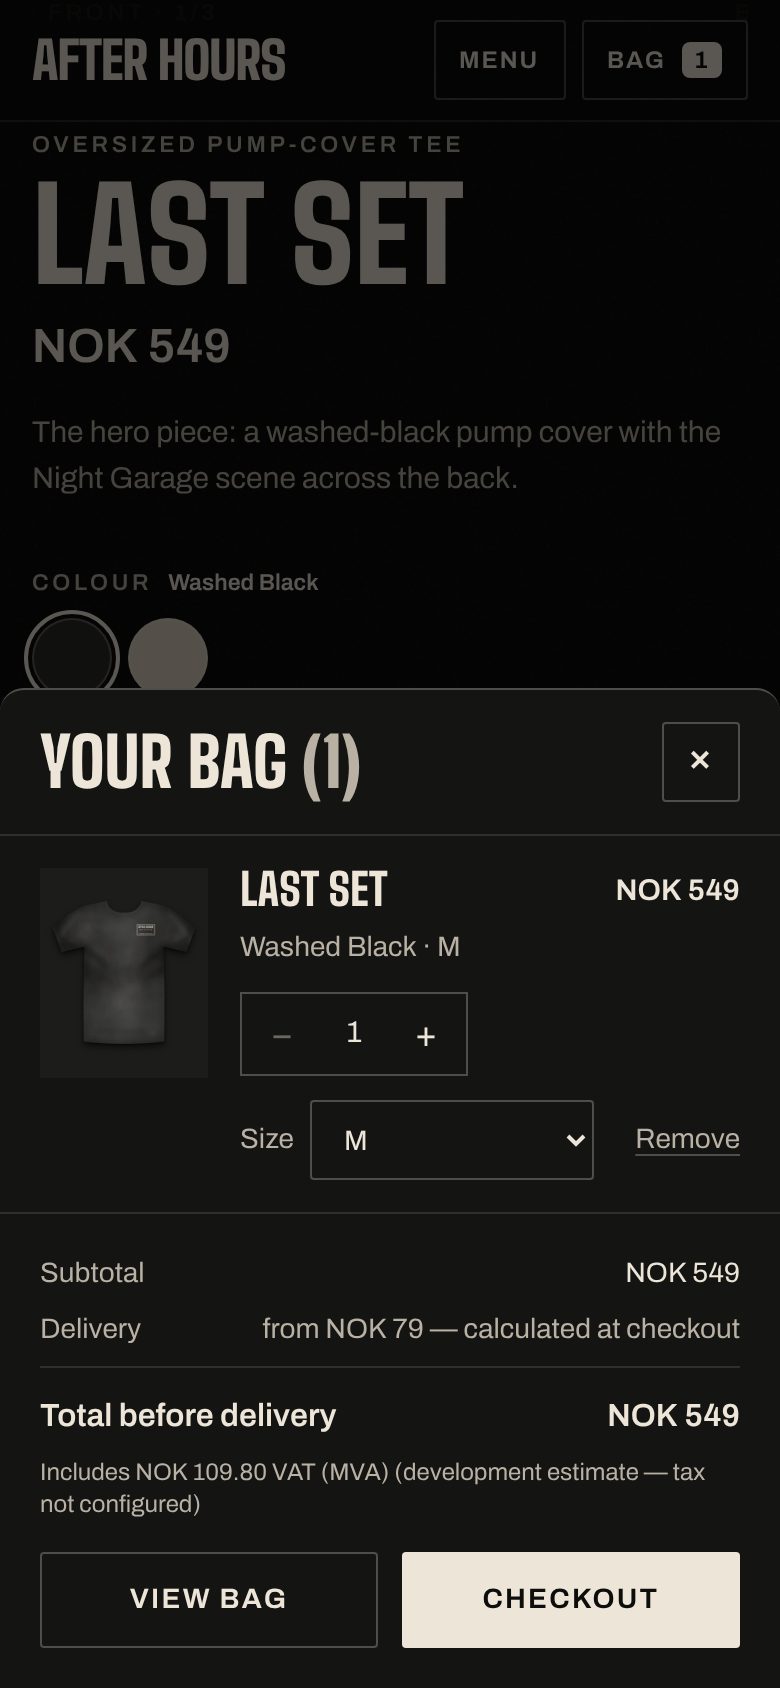 FRONT · 1/3
AFTER HOURS
MENU
BAG 1
OVERSIZED PUMP-COVER TEE
LAST SET
NOK 549
The hero piece: a washed-black pump cover with the
Night Garage scene across the back.
COLOUR Washed Black
YOUR BAG (1)
×
LAST SET
NOK 549
Washed Black · M
− 1 +
Size M Remove
Subtotal NOK 549
Delivery from NOK 79 — calculated at checkout
Total before delivery NOK 549
Includes NOK 109.80 VAT (MVA) (development estimate — tax
not configured)
VIEW BAG
CHECKOUT